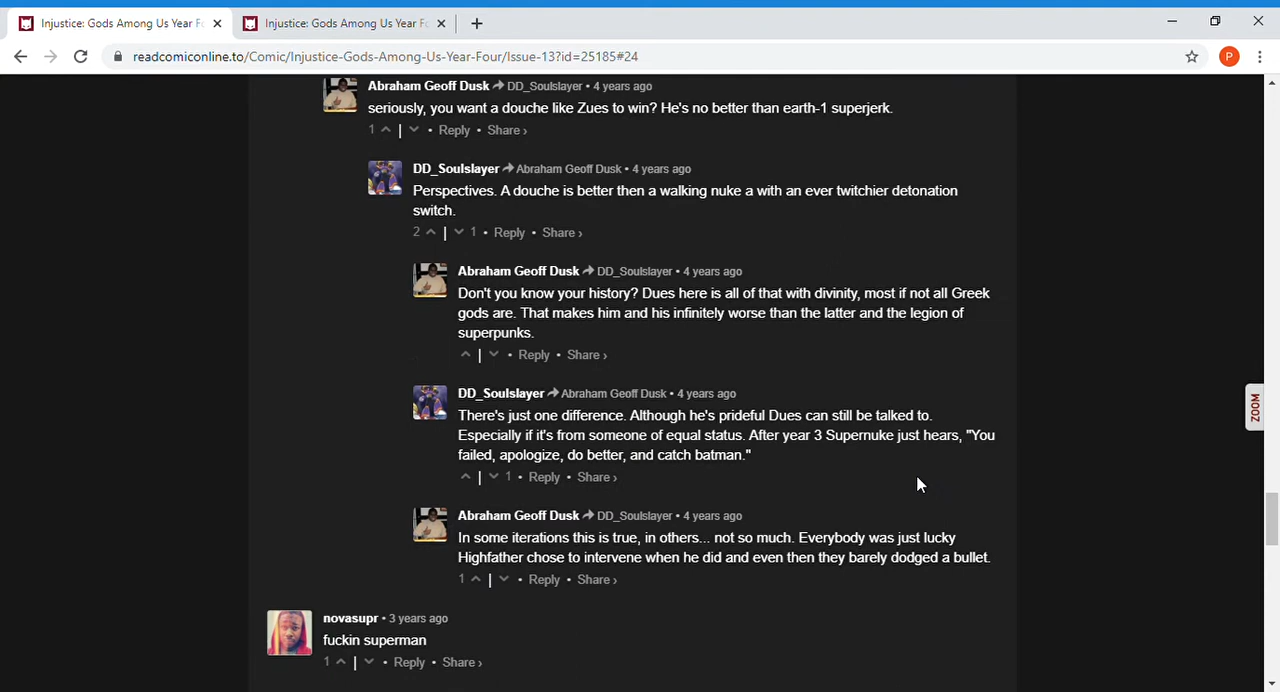 Injustice: Gods Among Us Year F
Injustice: Gods Among Us Year F
readcomiconline.to/Comic/Injustice-Gods-Among-Us-Year-Four/Issue-13?id=25185#24
P
Abraham Geoff Dusk DD_Soulslayer • 4 years ago
seriously, you want a douche like Zues to win? He's no better than earth-1 superjerk.
1 | • Reply • Share ›
DD_Soulslayer Abraham Geoff Dusk • 4 years ago
Perspectives. A douche is better then a walking nuke a with an ever twitchier detonation
switch.
2 | 1 • Reply • Share ›
Abraham Geoff Dusk DD_Soulslayer • 4 years ago
Don't you know your history? Dues here is all of that with divinity, most if not all Greek
gods are. That makes him and his infinitely worse than the latter and the legion of
superpunks.
| • Reply • Share ›
DD_Soulslayer Abraham Geoff Dusk • 4 years ago
There's just one difference. Although he's prideful Dues can still be talked to.
Especially if it's from someone of equal status. After year 3 Supernuke just hears, "You
failed, apologize, do better, and catch batman."
| 1 • Reply • Share ›
Abraham Geoff Dusk DD_Soulslayer • 4 years ago
In some iterations this is true, in others... not so much. Everybody was just lucky
Highfather chose to intervene when he did and even then they barely dodged a bullet.
1 | • Reply • Share ›
novasupr • 3 years ago
fuckin superman
1 | • Reply • Share ›
ZOOM